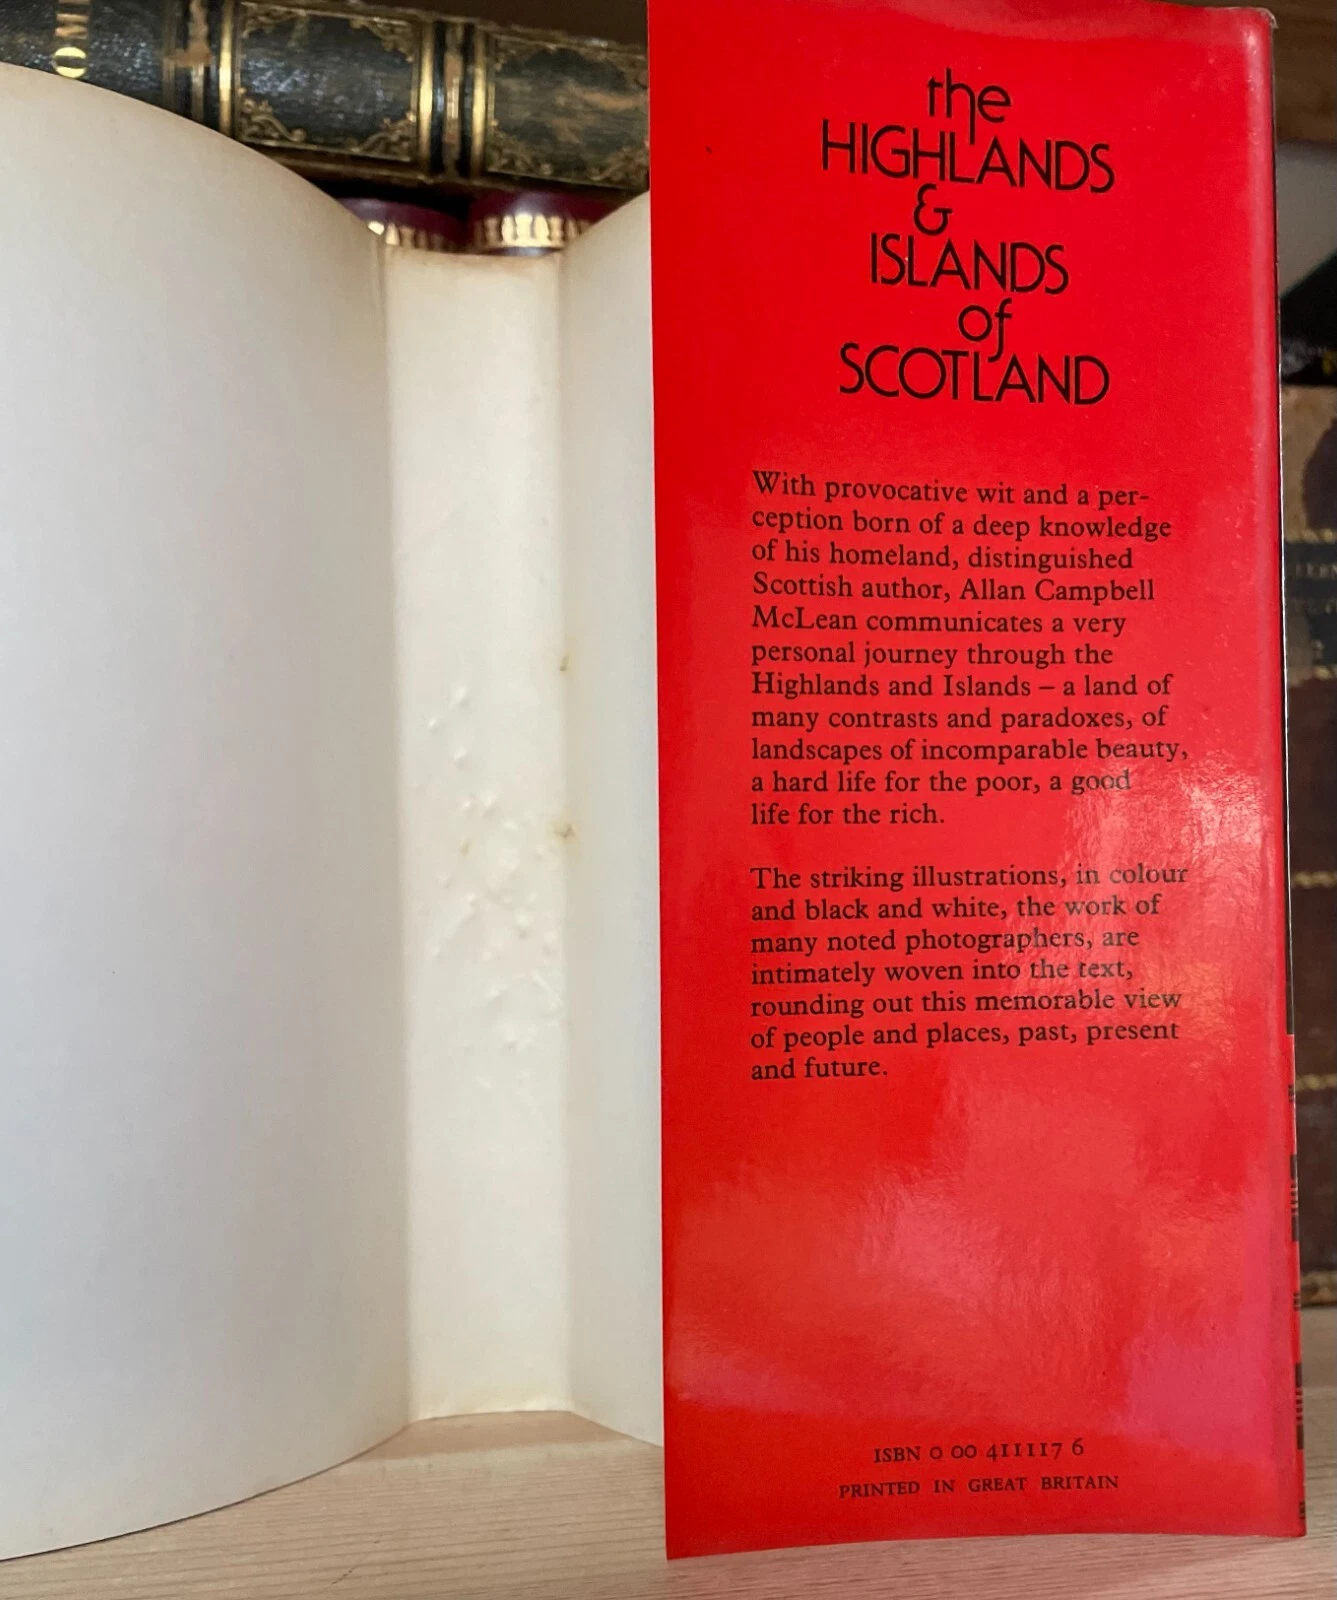 the
HIGHLANDS
&
ISLANDS
of
SCOTLAND
With provocative wit and a per-
ception born of a deep knowledge
of his homeland, distinguished
Scottish author, Allan Campbell
McLean communicates a very
personal journey through the
Highlands and Islands – a land of
many contrasts and paradoxes, of
landscapes of incomparable beauty,
a hard life for the poor, a good
life for the rich.
The striking illustrations, in colour
and black and white, the work of
many noted photographers, are
intimately woven into the text,
rounding out this memorable view
of people and places, past, present
and future.
ISBN 0 00 411117 6
PRINTED IN GREAT BRITAIN